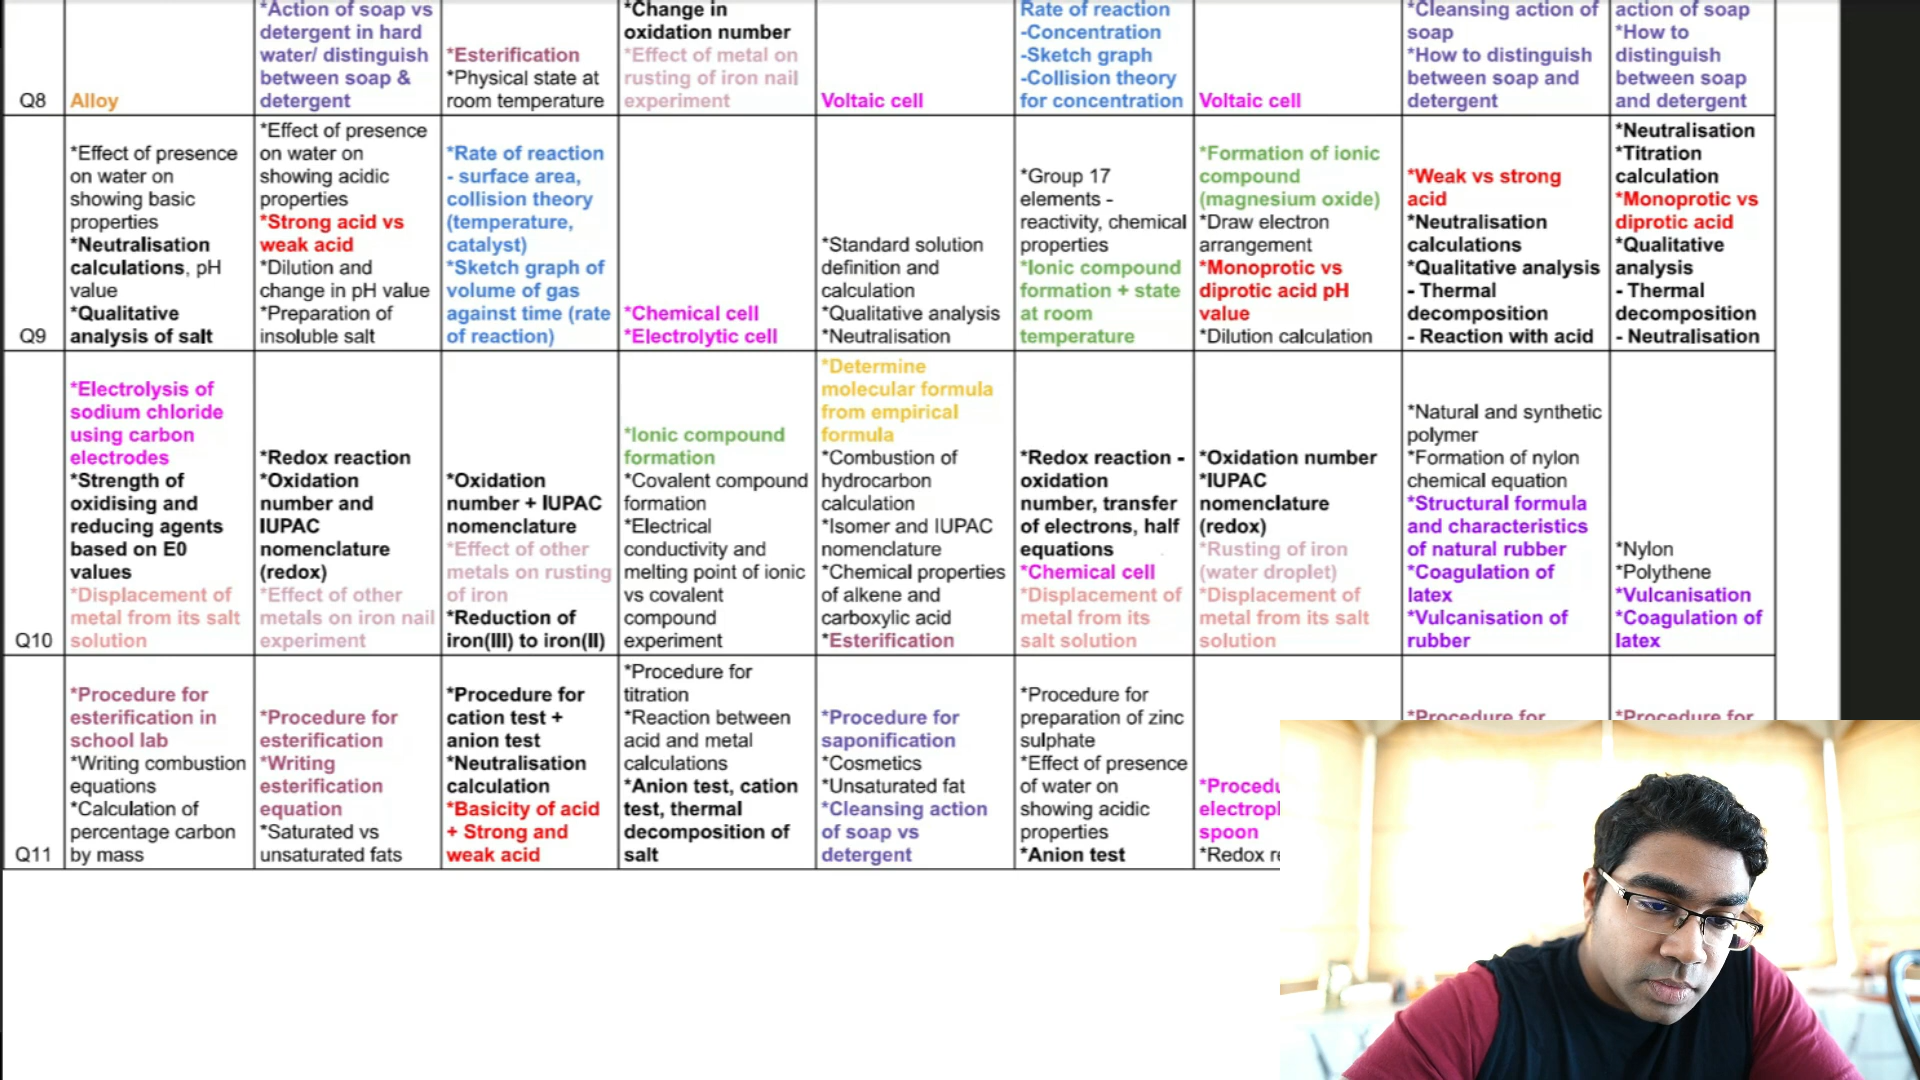 Q8
Alloy
*Action of soap vs
detergent in hard
water/ distinguish
between soap &
detergent
*Esterification
*Physical state at
room temperature
*Change in
oxidation number
*Effect of metal on
rusting of iron nail
experiment
Voltaic cell
Rate of reaction
-Concentration
-Sketch graph
-Collision theory
for concentration
Voltaic cell
*Cleansing action of
soap
*How to distinguish
between soap and
detergent
action of soap
*How to
distinguish
between soap
and detergent
Q9
*Effect of presence
on water on
showing basic
properties
*Neutralisation
calculations, pH
value
*Qualitative
analysis of salt
*Effect of presence
on water on
showing acidic
properties
*Strong acid vs
weak acid
*Dilution and
change in pH value
*Preparation of
insoluble salt
*Rate of reaction
- surface area,
collision theory
(temperature,
catalyst)
*Sketch graph of
volume of gas
against time (rate
of reaction)
*Chemical cell
*Electrolytic cell
*Standard solution
definition and
calculation
*Qualitative analysis
*Neutralisation
*Group 17
elements -
reactivity, chemical
properties
*Ionic compound
formation + state
at room
temperature
*Formation of ionic
compound
(magnesium oxide)
*Draw electron
arrangement
*Monoprotic vs
diprotic acid pH
value
*Dilution calculation
*Weak vs strong
acid
*Neutralisation
calculations
*Qualitative analysis
- Thermal
decomposition
- Reaction with acid
*Neutralisation
*Titration
calculation
*Monoprotic vs
diprotic acid
*Qualitative
analysis
- Thermal
decomposition
- Neutralisation
Q10
*Electrolysis of
sodium chloride
using carbon
electrodes
*Strength of
oxidising and
reducing agents
based on E0
values
*Displacement of
metal from its salt
solution
*Redox reaction
*Oxidation
number and
IUPAC
nomenclature
(redox)
*Effect of other
metals on iron nail
experiment
*Oxidation
number + IUPAC
nomenclature
*Effect of other
metals on rusting
of iron
*Reduction of
iron(III) to iron(II)
*Ionic compound
formation
*Covalent compound
formation
*Electrical
conductivity and
melting point of ionic
vs covalent
compound
experiment
*Determine
molecular formula
from empirical
formula
*Combustion of
hydrocarbon
calculation
*Isomer and IUPAC
nomenclature
*Chemical properties
of alkene and
carboxylic acid
*Esterification
*Redox reaction -
oxidation
number, transfer
of electrons, half
equations
*Chemical cell
*Displacement of
metal from its
salt solution
*Oxidation number
*IUPAC
nomenclature
(redox)
*Rusting of iron
(water droplet)
*Displacement of
metal from its salt
solution
*Natural and synthetic
polymer
*Formation of nylon
chemical equation
*Structural formula
and characteristics
of natural rubber
*Coagulation of
latex
*Vulcanisation of
rubber
*Nylon
*Polythene
*Vulcanisation
*Coagulation of
latex
Q11
*Procedure for
esterification in
school lab
*Writing combustion
equations
*Calculation of
percentage carbon
by mass
*Procedure for
esterification
*Writing
esterification
equation
*Saturated vs
unsaturated fats
*Procedure for
cation test +
anion test
*Neutralisation
calculation
*Basicity of acid
+ Strong and
weak acid
*Procedure for
titration
*Reaction between
acid and metal
calculations
*Anion test, cation
test, thermal
decomposition of
salt
*Procedure for
saponification
*Cosmetics
*Unsaturated fat
*Cleansing action
of soap vs
detergent
*Procedure for
preparation of zinc
sulphate
*Effect of presence
of water on
showing acidic
properties
*Anion test
*Procedu
electropl
spoon
*Redox re
*Procedure for
*Procedure for